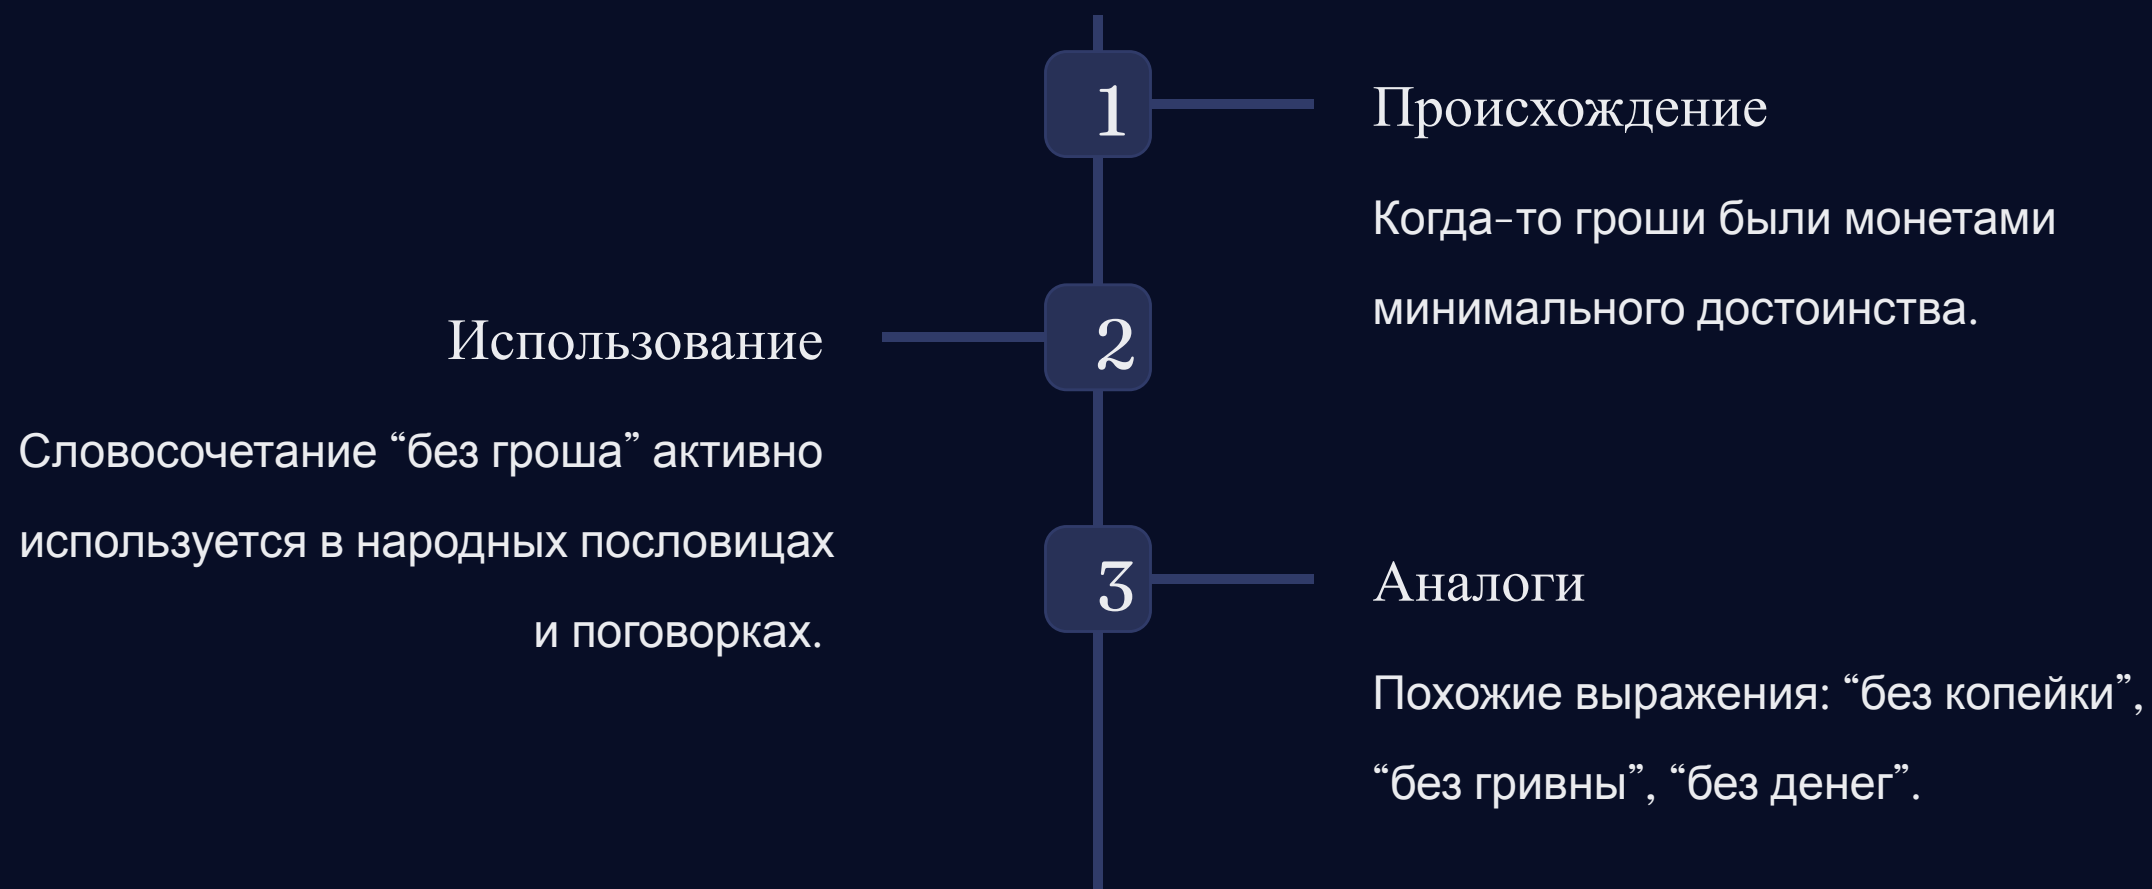 1
Происхождение
Когда-то гроши были монетами
минимального достоинства.
2
Использование
Словосочетание “без гроша” активно
используется в народных пословицах
и поговорках.
3
Аналоги
Похожие выражения: “без копейки”,
“без гривны”, “без денег”.